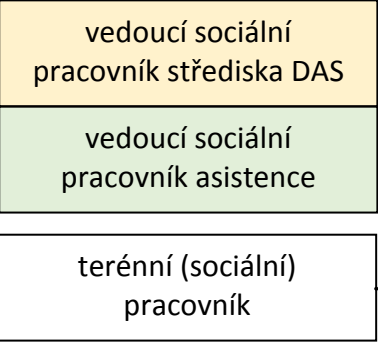 vedoucí sociální
pracovník střediska DAS
vedoucí sociální
pracovník asistence
terénní (sociální)
pracovník